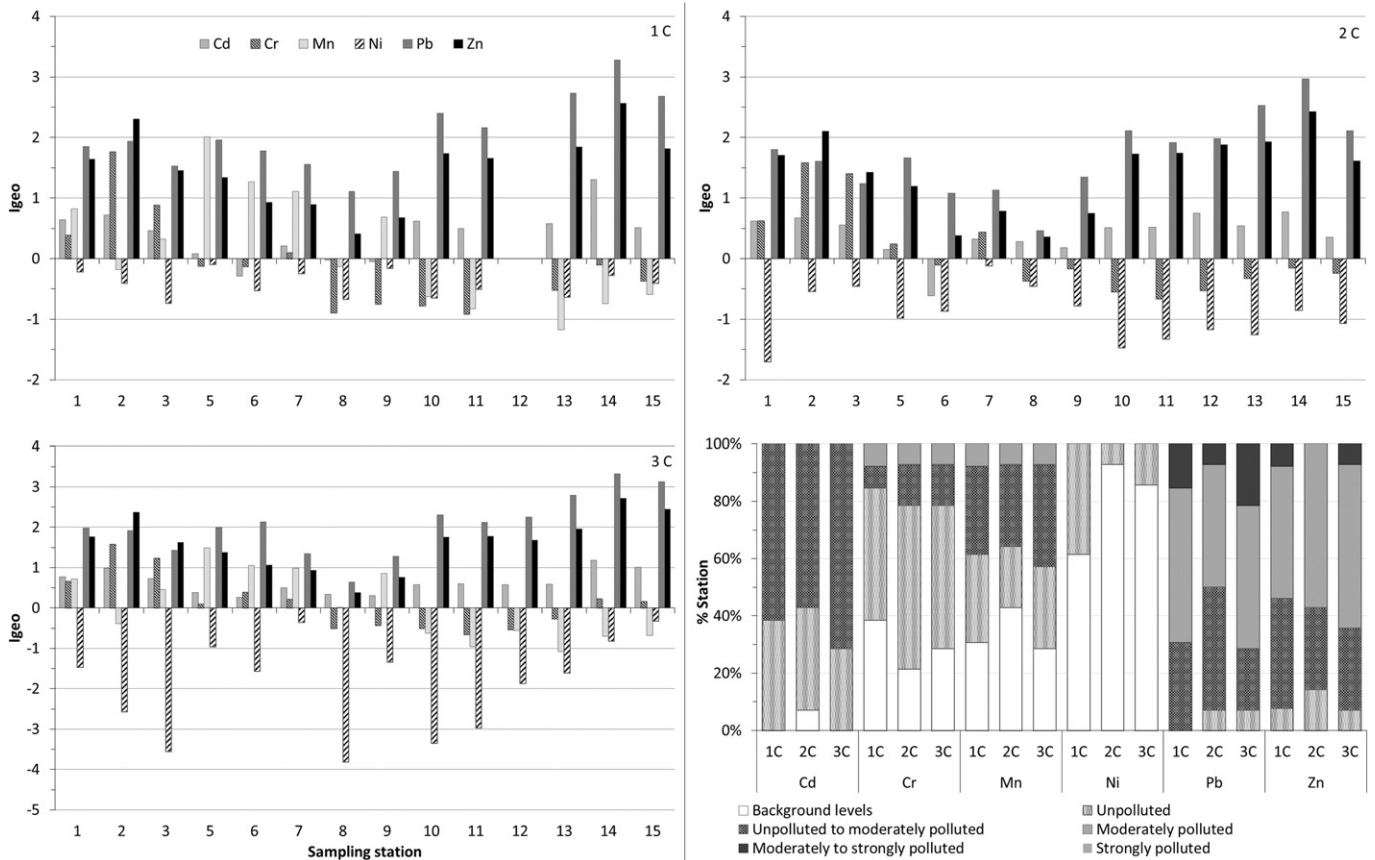 1 C
Cd Cr Mn Ni Pb Zn
4
3
2
1
0
-1
-2
Igeo
1 2 3 5 6 7 8 9 10 11 12 13 14 15
2 C
4
3
2
1
0
-1
-2
Igeo
1 2 3 5 6 7 8 9 10 11 12 13 14 15
3 C
4
3
2
1
0
-1
-2
-3
-4
-5
Igeo
1 2 3 5 6 7 8 9 10 11 12 13 14 15
Sampling station
100%
80%
60%
40%
20%
0%
% Station
1C 2C 3C 1C 2C 3C 1C 2C 3C 1C 2C 3C 1C 2C 3C 1C 2C 3C
Cd Cr Mn Ni Pb Zn
Background levels Unpolluted
Unpolluted to moderately polluted Moderately polluted
Moderately to strongly polluted Strongly polluted